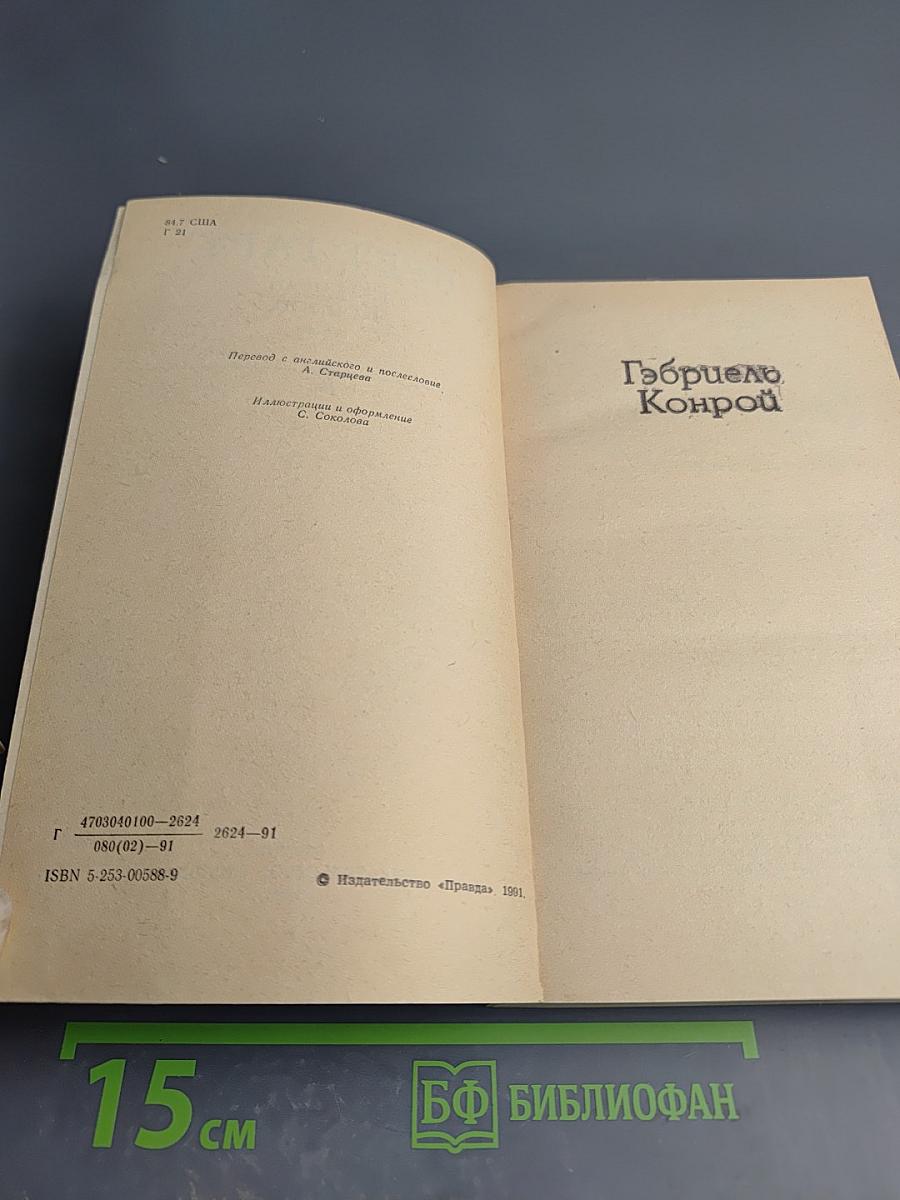 84.7 США
Г 21
Перевод с английского и послесловие
А. Старцева
Иллюстрации и оформление
С. Соколова
Г 4703040100—2624 2624—91
080(02)—91
ISBN 5-253-00588-9
© Издательство «Правда», 1991.
Гэбриель
Конрой
15 см
БФ БИБЛИОФАН